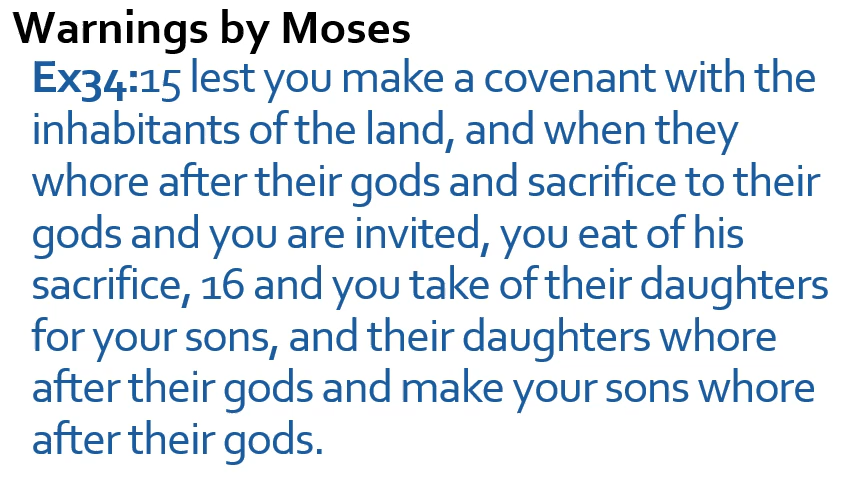 Warnings by Moses
Ex34:15 lest you make a covenant with the
inhabitants of the land, and when they
whore after their gods and sacrifice to their
gods and you are invited, you eat of his
sacrifice, 16 and you take of their daughters
for your sons, and their daughters whore
after their gods and make your sons whore
after their gods.